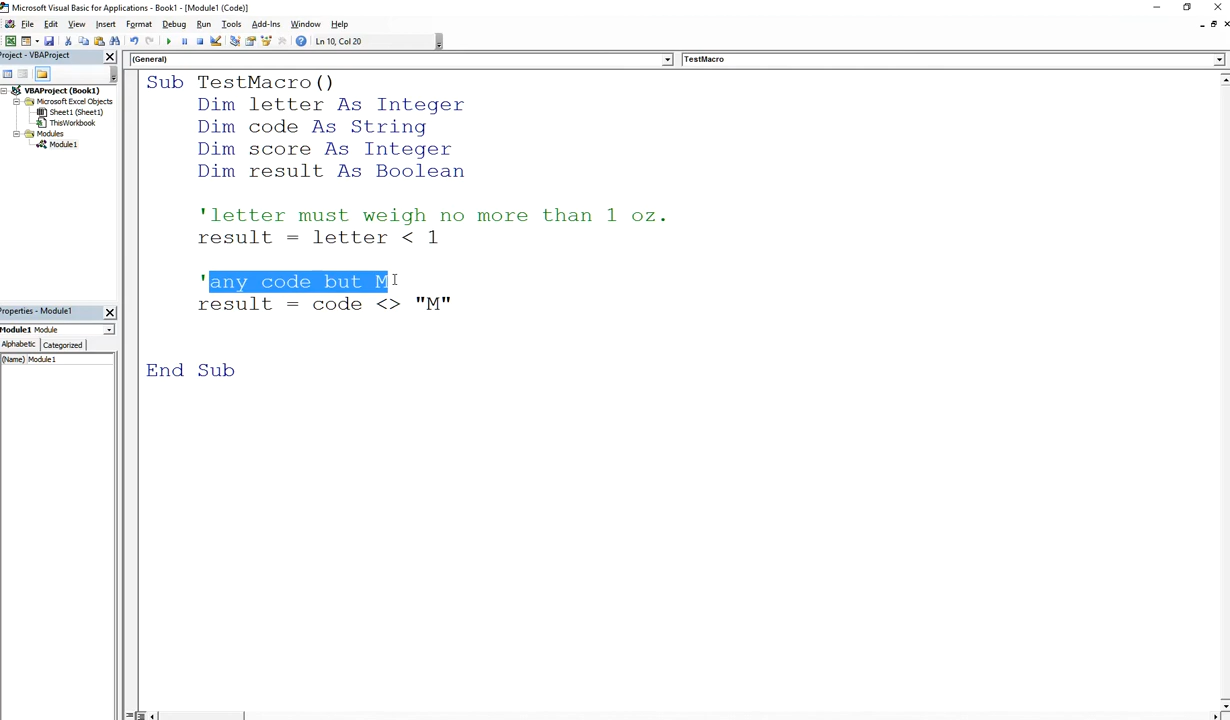 Microsoft Visual Basic for Applications - Book1 - [Module1 (Code)]
File Edit View Insert Format Debug Run Tools Add-Ins Window Help
Ln 10, Col 20
Project - VBAProject
(General) TestMacro
VBAProject (Book1)
Microsoft Excel Objects
Sheet1 (Sheet1)
ThisWorkbook
Modules
Module1
Properties - Module1
Module1 Module
Alphabetic Categorized
(Name) Module1
Sub TestMacro()
Dim letter As Integer
Dim code As String
Dim score As Integer
Dim result As Boolean
'letter must weigh no more than 1 oz.
result = letter < 1
'any code but M
result = code <> "M"
End Sub